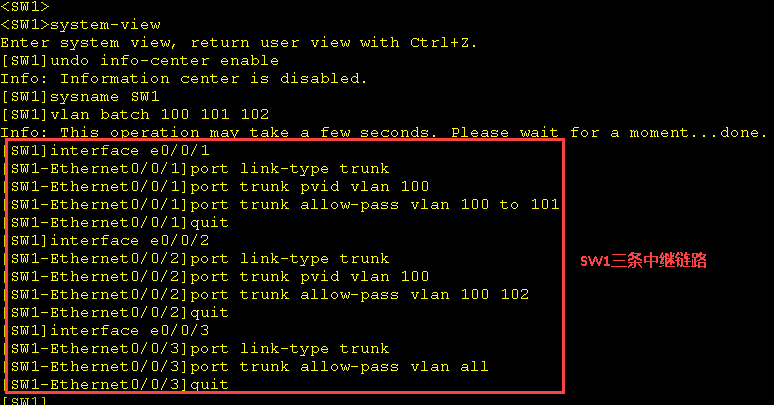 <SW1>
<SW1>system-view
Enter system view, return user view with Ctrl+Z.
[SW1]undo info-center enable
Info: Information center is disabled.
[SW1]sysname SW1
[SW1]vlan batch 100 101 102
Info: This operation may take a few seconds. Please wait for a moment...done.
[SW1]interface e0/0/1
[SW1-Ethernet0/0/1]port link-type trunk
[SW1-Ethernet0/0/1]port trunk pvid vlan 100
[SW1-Ethernet0/0/1]port trunk allow-pass vlan 100 to 101
[SW1-Ethernet0/0/1]quit
[SW1]interface e0/0/2
[SW1-Ethernet0/0/2]port link-type trunk
[SW1-Ethernet0/0/2]port trunk pvid vlan 100
SW1三条中继链路
[SW1-Ethernet0/0/2]port trunk allow-pass vlan 100 102
[SW1-Ethernet0/0/2]quit
[SW1]interface e0/0/3
[SW1-Ethernet0/0/3]port link-type trunk
[SW1-Ethernet0/0/3]port trunk allow-pass vlan all
[SW1-Ethernet0/0/3]quit
[SW1]